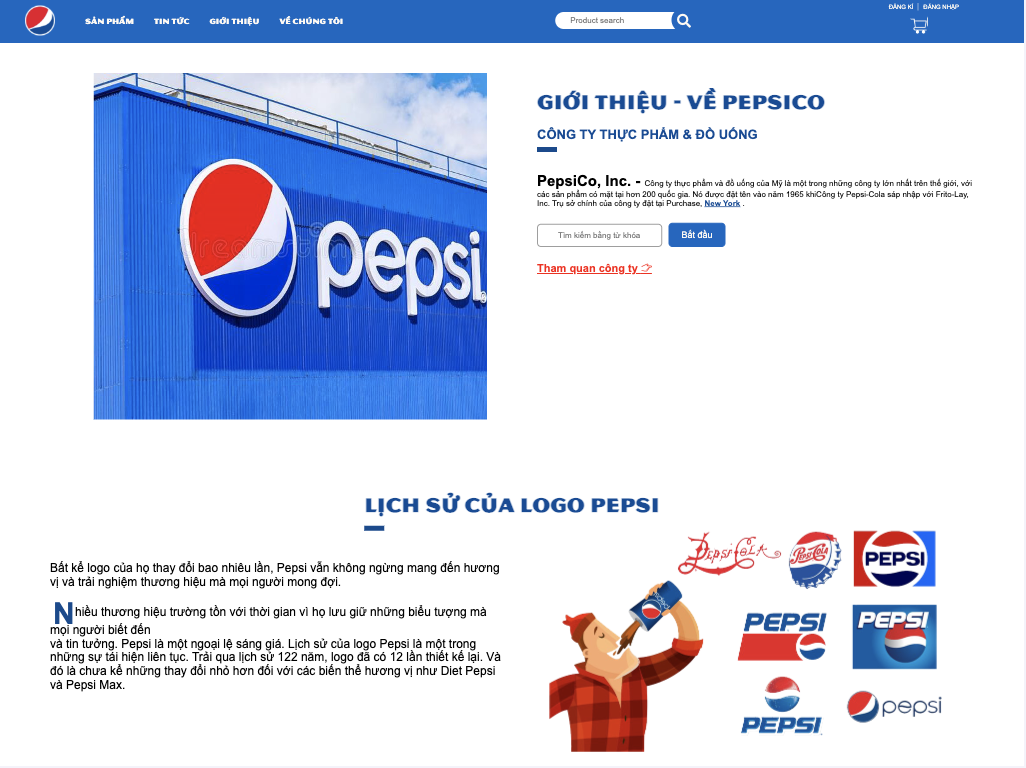 SẢN PHẨM TIN TỨC GIỚI THIỆU VỀ CHÚNG TÔI
Product search
ĐĂNG KÍ | ĐĂNG NHẬP
dreamstime
pepsi
GIỚI THIỆU - VỀ PEPSICO
CÔNG TY THỰC PHẨM & ĐỒ UỐNG
PepsiCo, Inc. - Công ty thực phẩm và đồ uống của Mỹ là một trong những công ty lớn nhất trên thế giới, với
các sản phẩm có mặt tại hơn 200 quốc gia. Nó được đặt tên vào năm 1965 khiCông ty Pepsi-Cola sáp nhập với Frito-Lay,
Inc. Trụ sở chính của công ty đặt tại Purchase, New York .
Tìm kiếm bằng từ khóa
Bắt đầu
Tham quan công ty
LỊCH SỬ CỦA LOGO PEPSI
Bất kể logo của họ thay đổi bao nhiêu lần, Pepsi vẫn không ngừng mang đến hương
vị và trải nghiệm thương hiệu mà mọi người mong đợi.
Nhiều thương hiệu trường tồn với thời gian vì họ lưu giữ những biểu tượng mà
mọi người biết đến
và tin tưởng. Pepsi là một ngoại lệ sáng giá. Lịch sử của logo Pepsi là một trong
những sự tái hiện liên tục. Trải qua lịch sử 122 năm, logo đã có 12 lần thiết kế lại. Và
đó là chưa kể những thay đổi nhỏ hơn đối với các biến thể hương vị như Diet Pepsi
và Pepsi Max.
Pepsi Cola
Pepsi Cola
PEPSI
PEPSI
PEPSI
PEPSI
pepsi